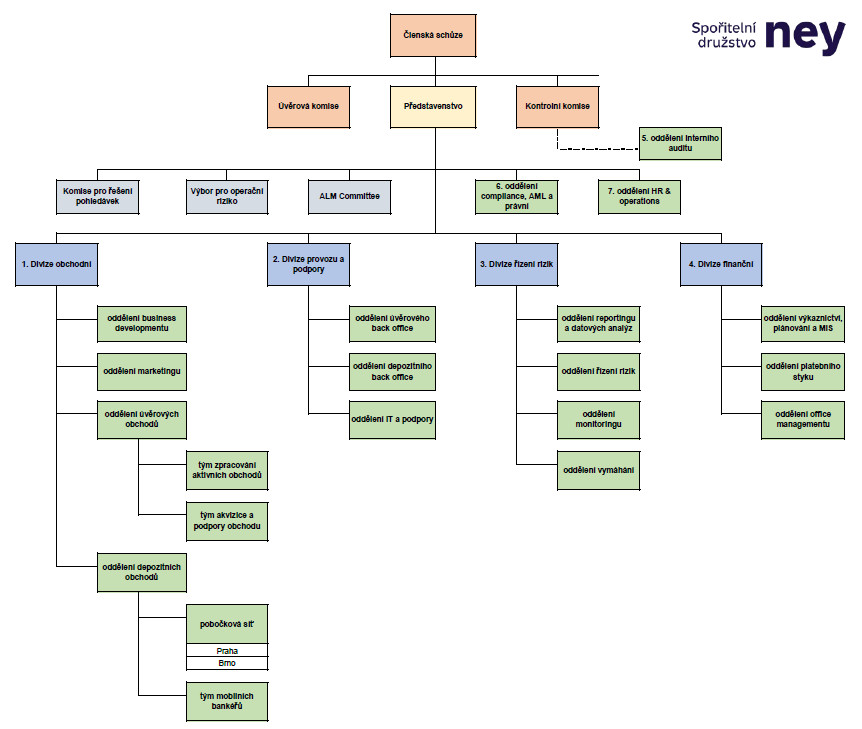 Spořitelní
družstvo
ney
Členská schůze
Úvěrová komise
Představenstvo
Kontrolní komise
5. oddělení interního
auditu
Komise pro řešení
pohledávek
Výbor pro operační
riziko
ALM Committee
6. oddělení
compliance, AML a
právní
7. oddělení HR &
operations
1. Divize obchodní
2. Divize provozu a
podpory
3. Divize řízení rizik
4. Divize finanční
oddělení business
developmentu
oddělení úvěrového
back office
oddělení reportingu
a datových analýz
oddělení výkaznictví,
plánování a MIS
oddělení marketingu
oddělení depozitního
back office
oddělení řízení rizik
oddělení platebního
styku
oddělení úvěrových
obchodů
oddělení IT a podpory
oddělení
monitoringu
oddělení office
managementu
tým zpracování
aktivních obchodů
oddělení vymáhání
tým akvizice a
podpory obchodu
oddělení depozitních
obchodů
pobočková síť
Praha
Brno
tým mobilních
bankéřů